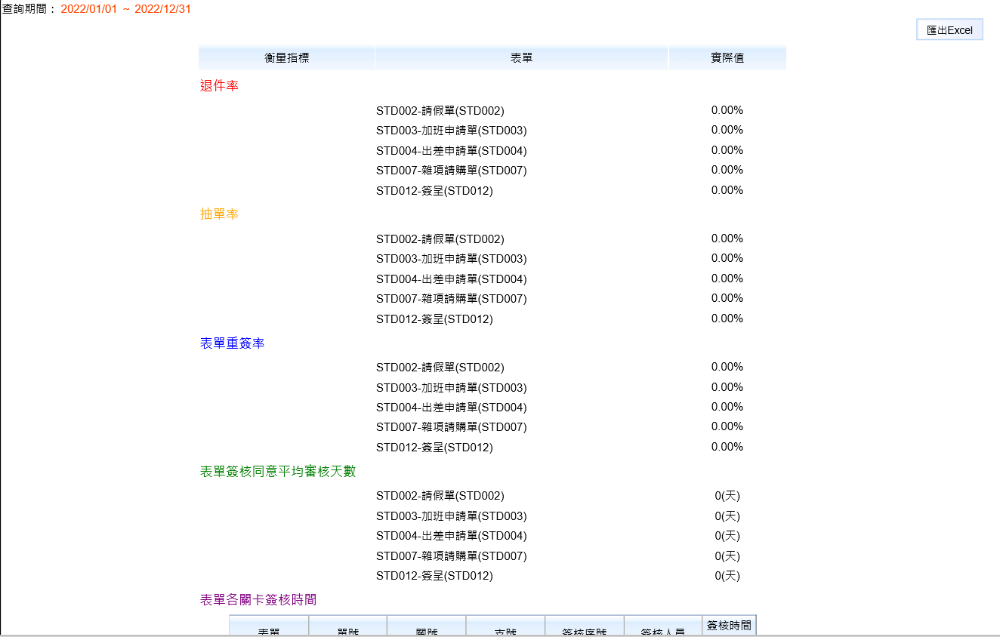 查詢期間： 2022/01/01 ~ 2022/12/31
匯出Excel
衡量指標 表單 實際值
退件率
STD002-請假單(STD002) 0.00%
STD003-加班申請單(STD003) 0.00%
STD004-出差申請單(STD004) 0.00%
STD007-雜項請購單(STD007) 0.00%
STD012-簽呈(STD012) 0.00%
抽單率
STD002-請假單(STD002) 0.00%
STD003-加班申請單(STD003) 0.00%
STD004-出差申請單(STD004) 0.00%
STD007-雜項請購單(STD007) 0.00%
STD012-簽呈(STD012) 0.00%
表單重簽率
STD002-請假單(STD002) 0.00%
STD003-加班申請單(STD003) 0.00%
STD004-出差申請單(STD004) 0.00%
STD007-雜項請購單(STD007) 0.00%
STD012-簽呈(STD012) 0.00%
表單簽核同意平均審核天數
STD002-請假單(STD002) 0(天)
STD003-加班申請單(STD003) 0(天)
STD004-出差申請單(STD004) 0(天)
STD007-雜項請購單(STD007) 0(天)
STD012-簽呈(STD012) 0(天)
表單各關卡簽核時間
表單 單號 關號 支號 簽核序號 簽核人員 簽核時間